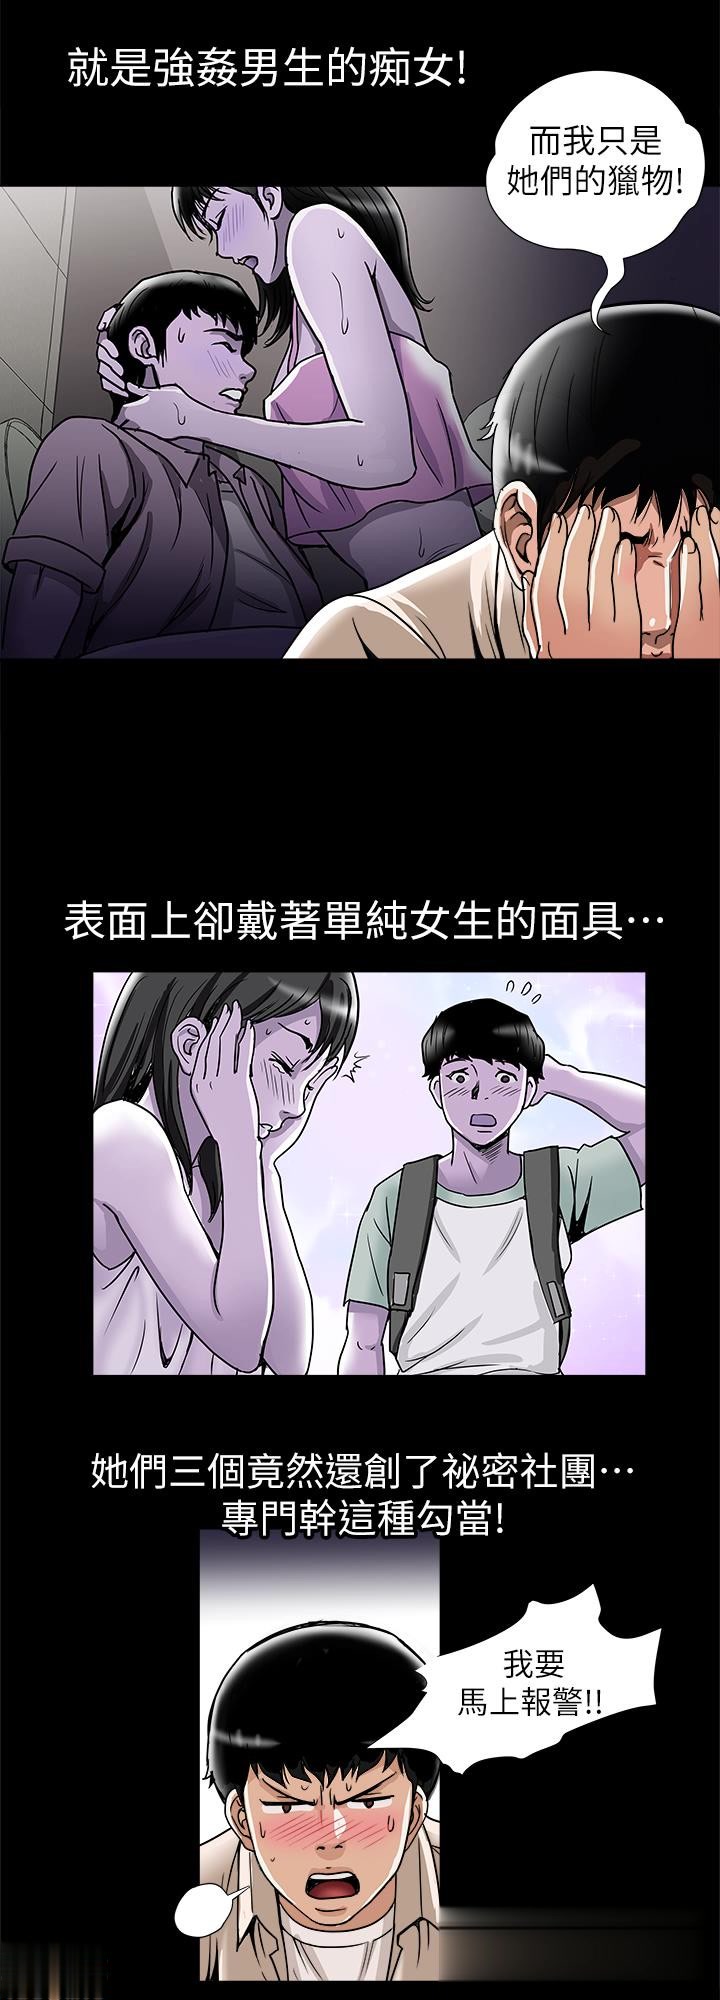 就是強姦男生的痴女!
而我只是
她們的獵物!
表面上卻戴著單純女生的面具…
她們三個竟然還創了祕密社團…
專門幹這種勾當!
我要
馬上報警!!